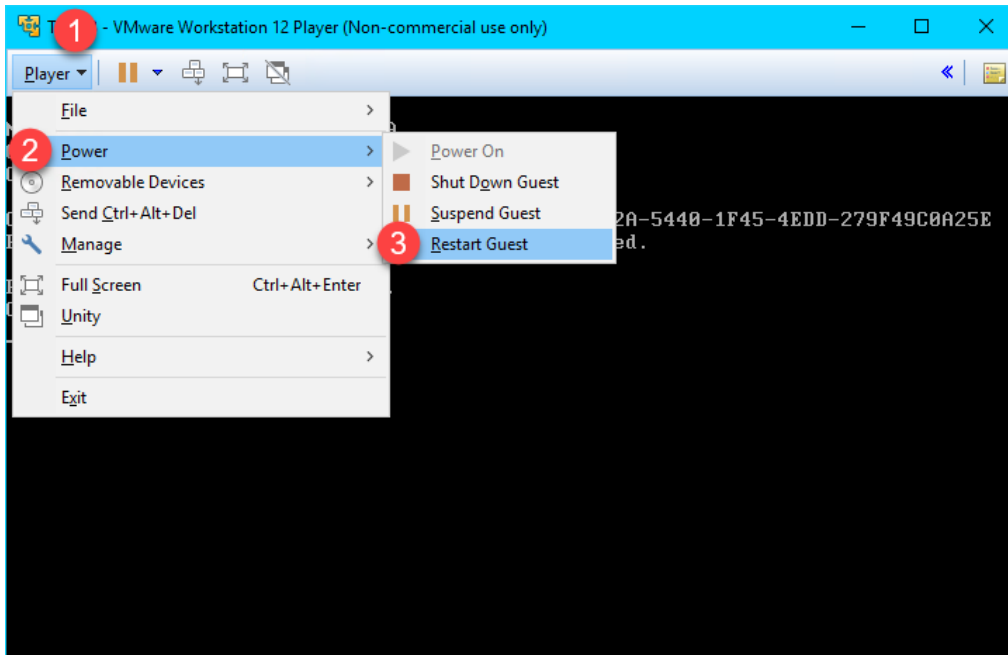 1
- VMware Workstation 12 Player (Non-commercial use only)
Player
File
2
Power
Power On
Removable Devices
Shut Down Guest
Send Ctrl+Alt+Del
Suspend Guest
2A-5440-1F45-4EDD-279F49C0A25E
Manage
3
Restart Guest
ed.
Full Screen Ctrl+Alt+Enter
Unity
Help
Exit